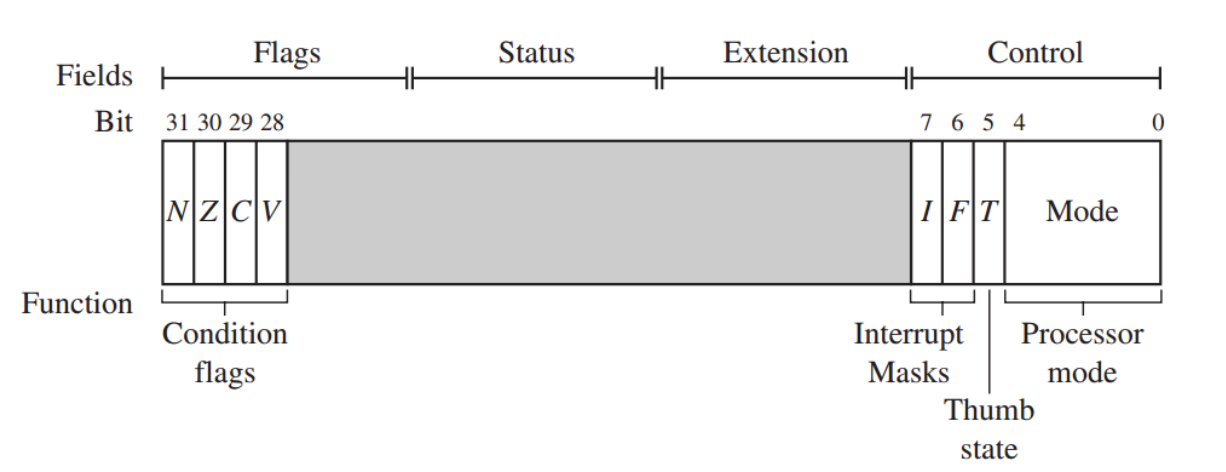 Flags Status Extension Control
Fields
Bit 31 30 29 28 7 6 5 4 0
N Z C V I F T Mode
Function
Condition flags
Interrupt Masks
Processor mode
Thumb state